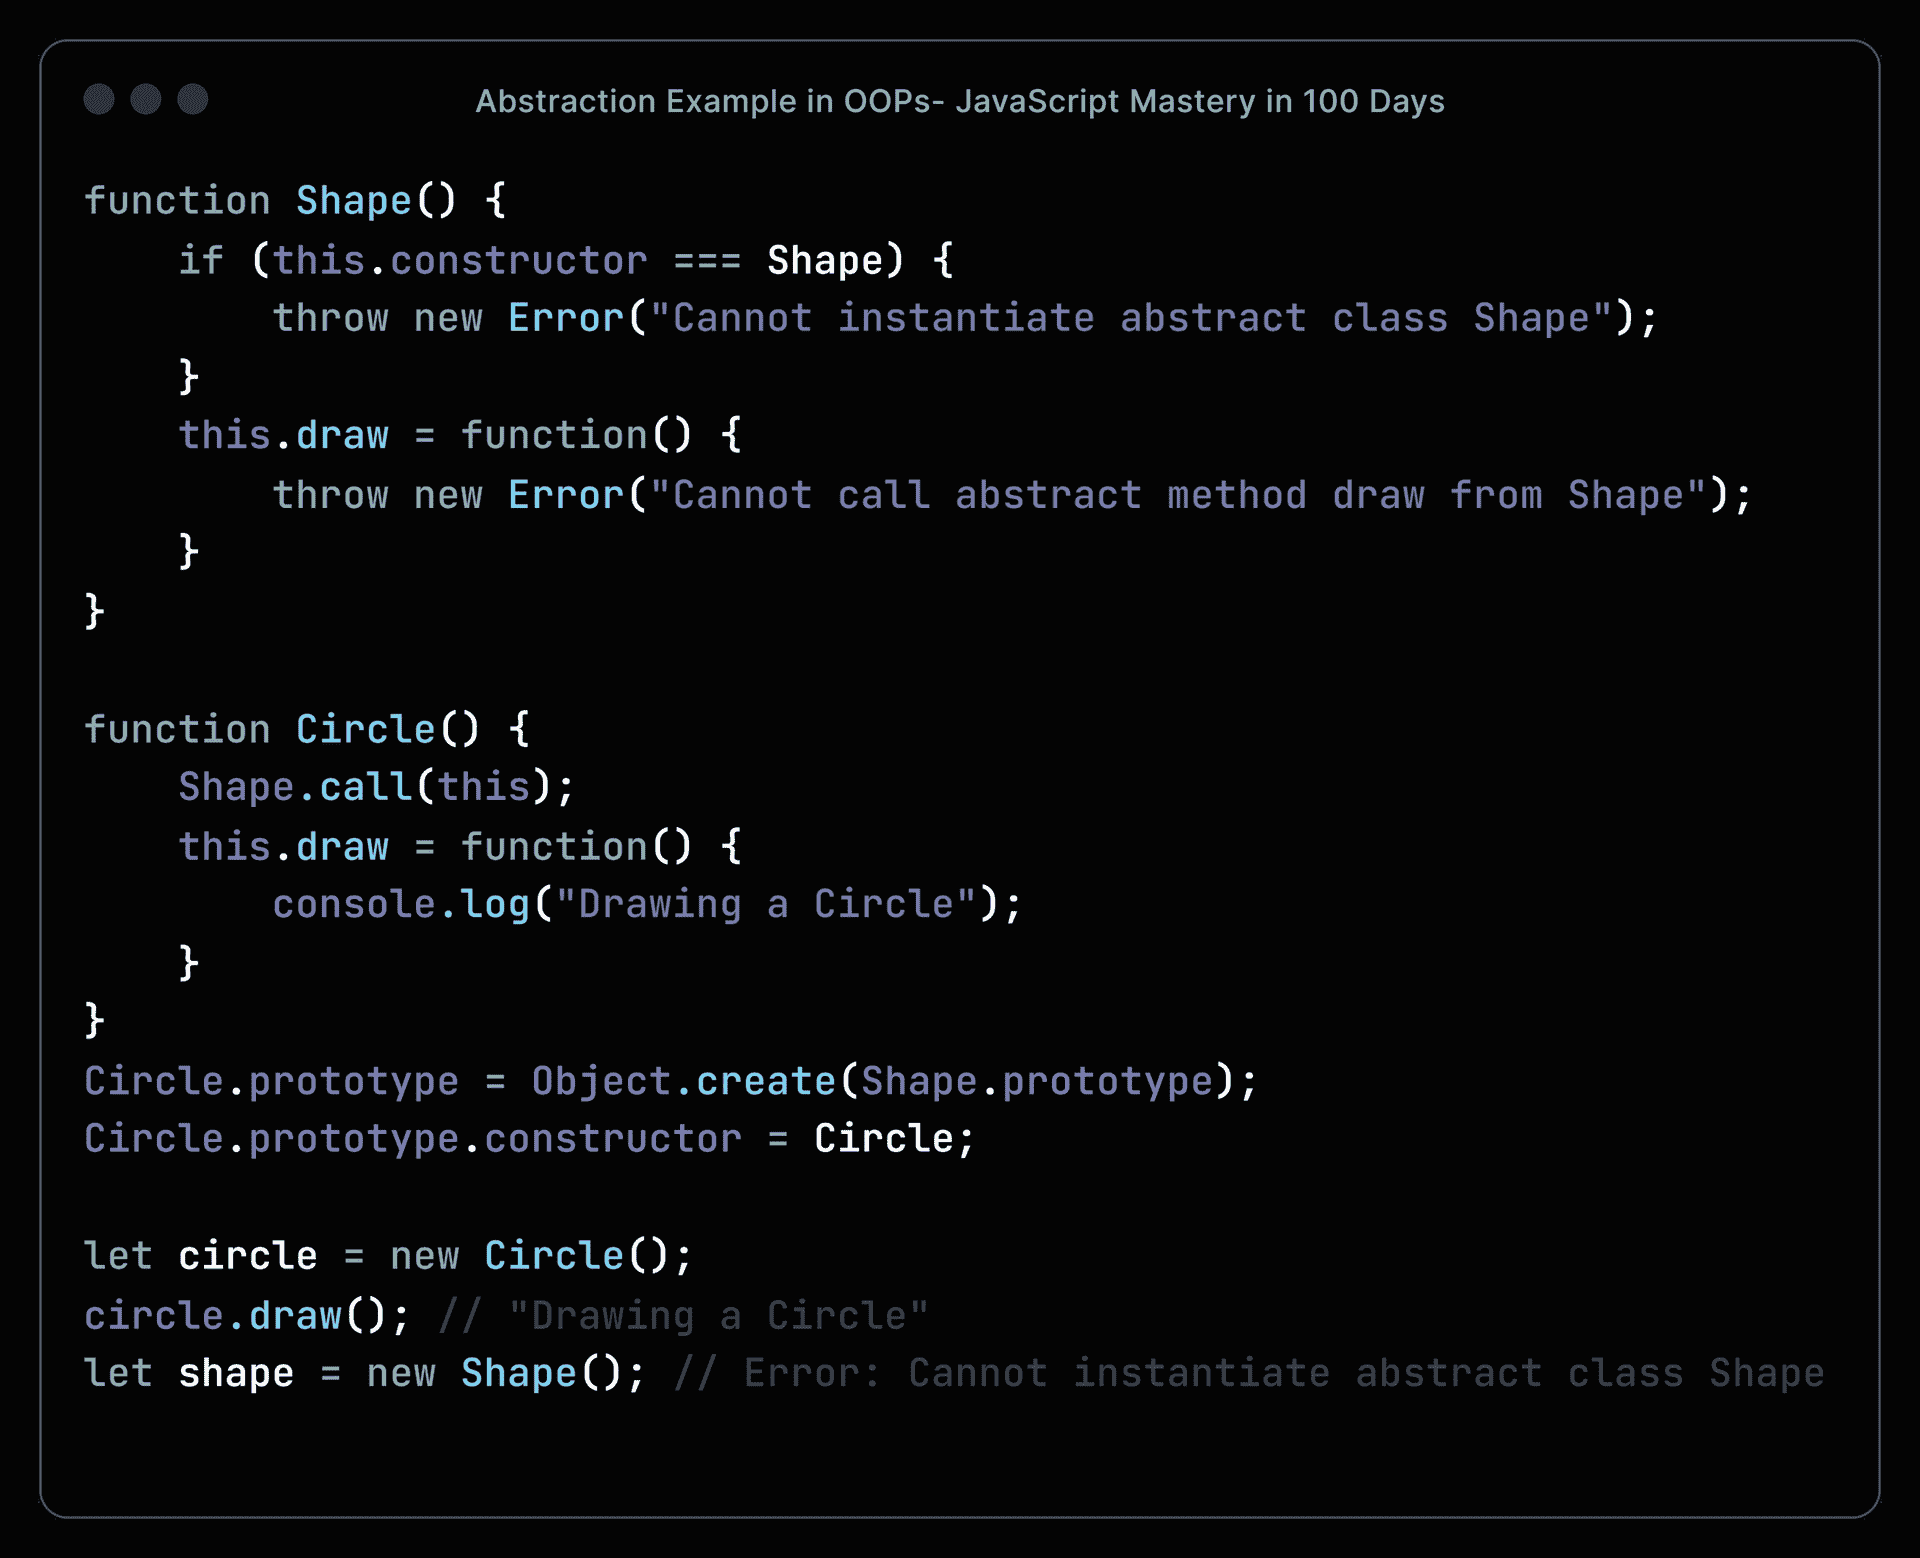 Abstraction Example in OOPs- JavaScript Mastery in 100 Days
function Shape() {
    if (this.constructor === Shape) {
        throw new Error("Cannot instantiate abstract class Shape");
    }
    this.draw = function() {
        throw new Error("Cannot call abstract method draw from Shape");
    }
}
function Circle() {
    Shape.call(this);
    this.draw = function() {
        console.log("Drawing a Circle");
    }
}
Circle.prototype = Object.create(Shape.prototype);
Circle.prototype.constructor = Circle;
let circle = new Circle();
circle.draw(); // "Drawing a Circle"
let shape = new Shape(); // Error: Cannot instantiate abstract class Shape